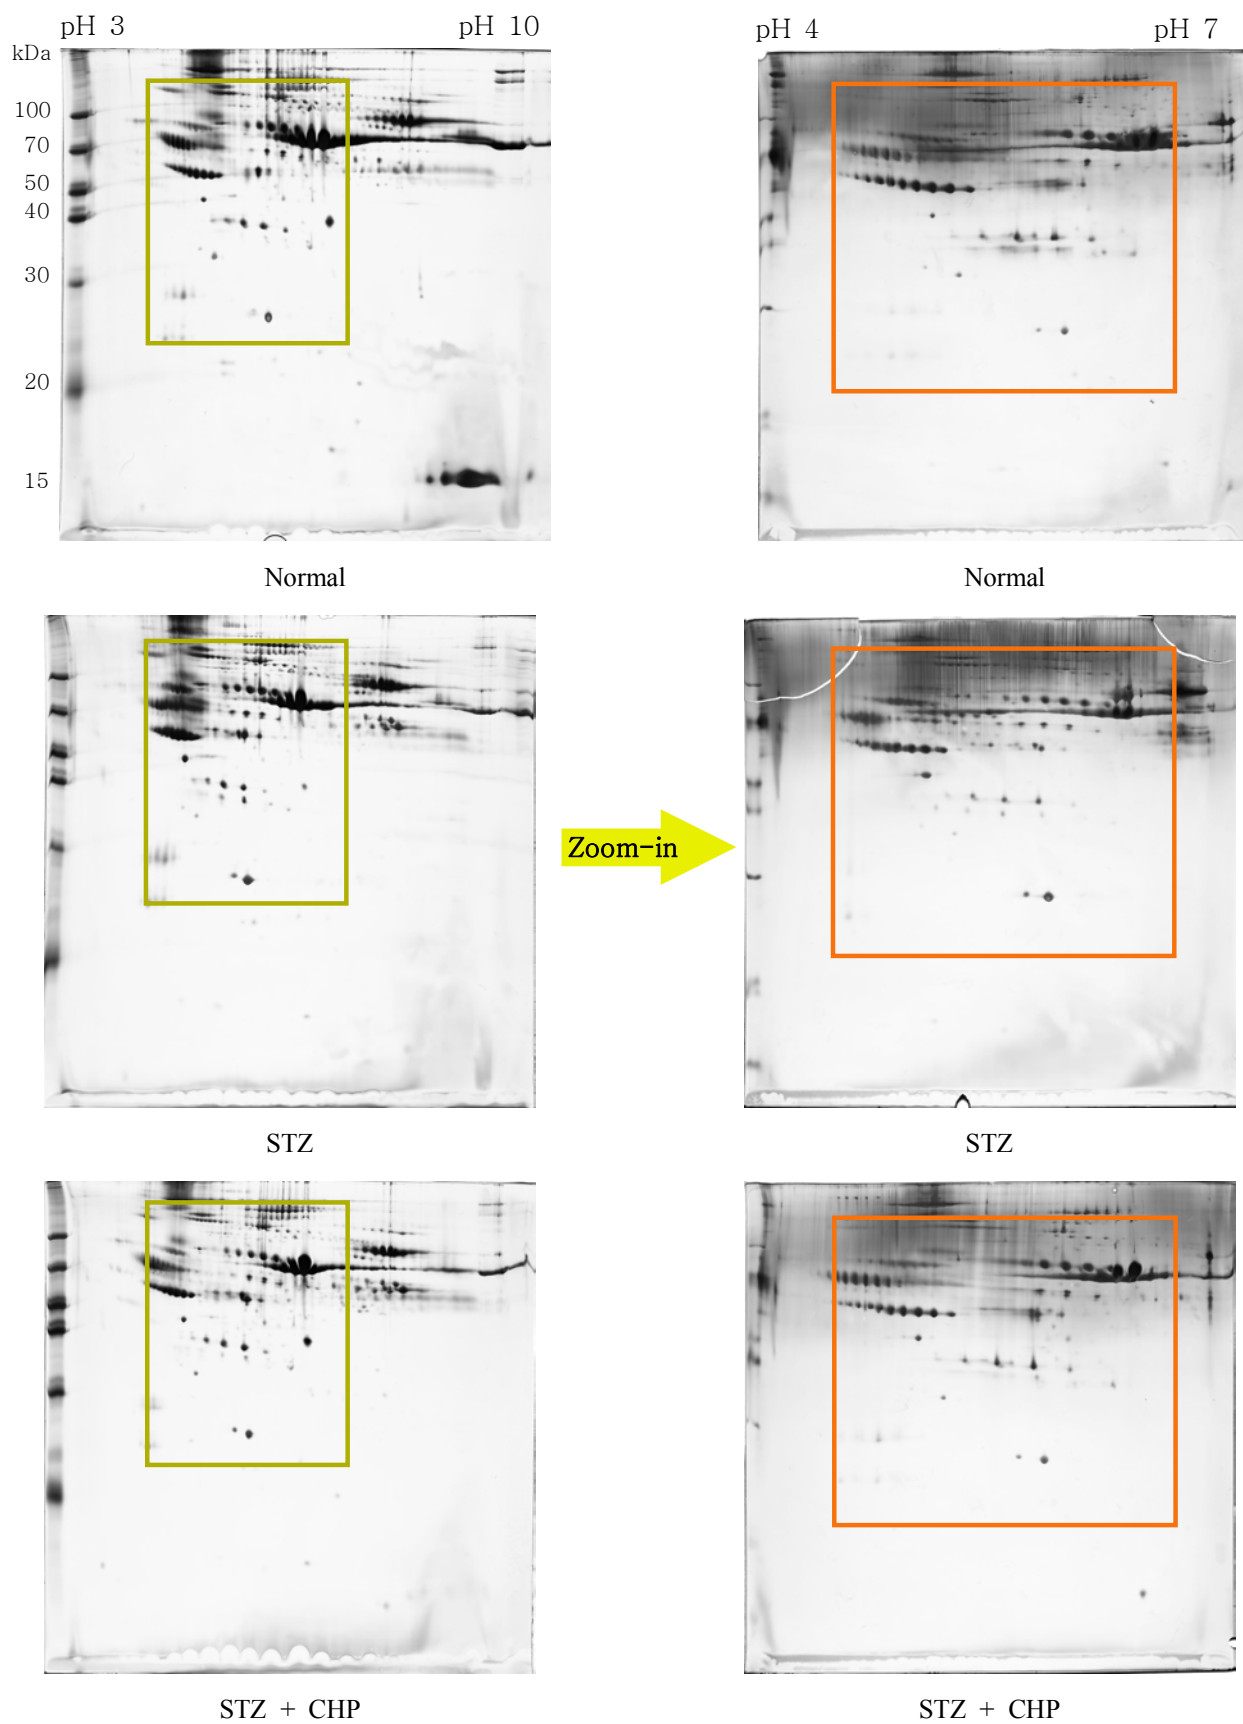 pH 3 pH 10 pH 4 pH 7
kDa
100
70
50
40
30
20
15
Normal Normal
Zoom-in
STZ STZ
STZ + CHP STZ + CHP